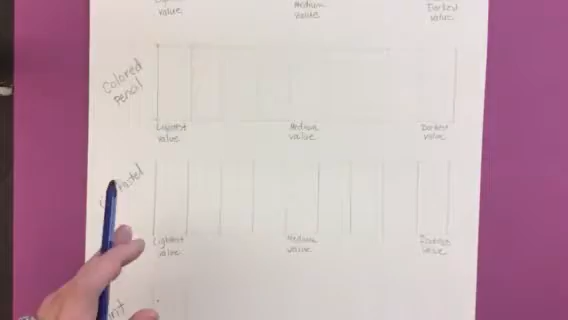 value
Medium
value
Darkest
value
Colored
Pencil
Lightest
value
Medium
value
Darkest
value
Pastel
Lightest
value
Medium
value
Darkest
value